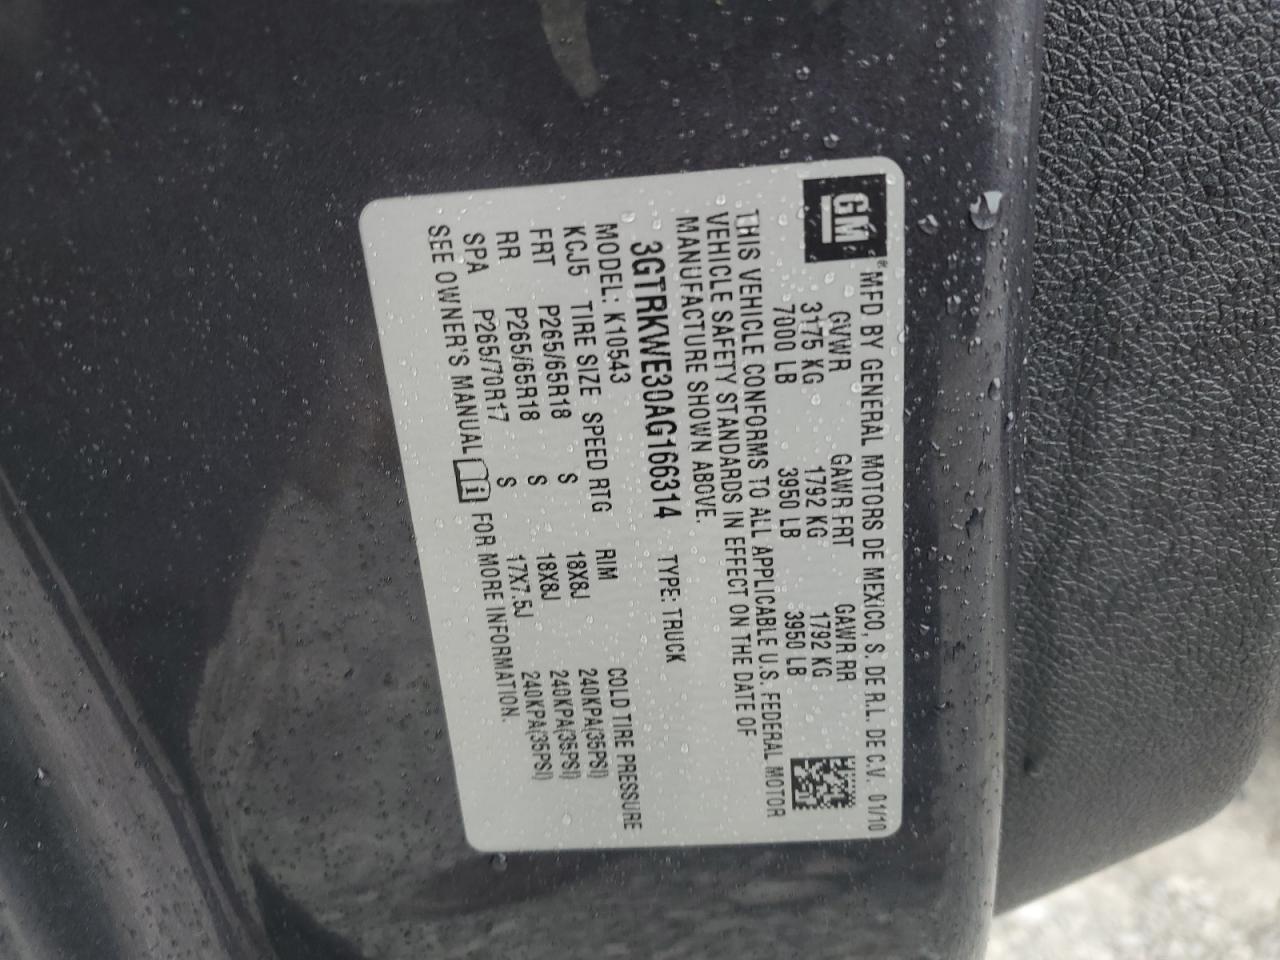 GM® MFD BY GENERAL MOTORS DE MEXICO, S. DE R.L. DE C.V. 01/10
GVWR GAWR FRT GAWR RR
3175 KG 1792 KG 1792 KG
7000 LB 3950 LB 3950 LB
THIS VEHICLE CONFORMS TO ALL APPLICABLE U.S. FEDERAL MOTOR
VEHICLE SAFETY STANDARDS IN EFFECT ON THE DATE OF
MANUFACTURE SHOWN ABOVE.
3GTRKWE30AG166314 TYPE: TRUCK
MODEL: K10543
KCJ5 TIRE SIZE SPEED RTG RIM COLD TIRE PRESSURE
FRT P265/65R18 S 18X8J 240KPA(35PSI)
RR P265/65R18 S 18X8J 240KPA(35PSI)
SPA P265/70R17 S 17X7.5J 240KPA(35PSI)
SEE OWNER'S MANUAL i FOR MORE INFORMATION.